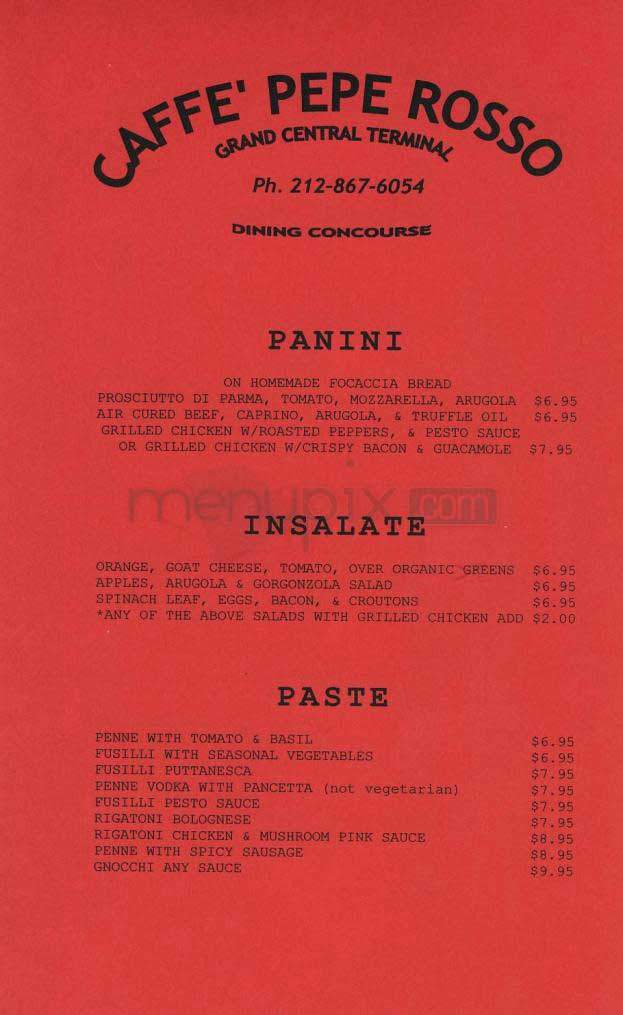 CAFFE' PEPE ROSSO
GRAND CENTRAL TERMINAL
Ph. 212-867-6054
DINING CONCOURSE
PANINI
ON HOMEMADE FOCACCIA BREAD
PROSCIUTTO DI PARMA, TOMATO, MOZZARELLA, ARUGOLA $6.95
AIR CURED BEEF, CAPRINO, ARUGOLA, & TRUFFLE OIL $6.95
GRILLED CHICKEN W/ROASTED PEPPERS, & PESTO SAUCE
OR GRILLED CHICKEN W/CRISPY BACON & GUACAMOLE $7.95
menupix.com
INSALATE
ORANGE, GOAT CHEESE, TOMATO, OVER ORGANIC GREENS $6.95
APPLES, ARUGOLA & GORGONZOLA SALAD $6.95
SPINACH LEAF, EGGS, BACON, & CROUTONS $6.95
*ANY OF THE ABOVE SALADS WITH GRILLED CHICKEN ADD $2.00
PASTE
PENNE WITH TOMATO & BASIL $6.95
FUSILLI WITH SEASONAL VEGETABLES $6.95
FUSILLI PUTTANESCA $7.95
PENNE VODKA WITH PANCETTA (not vegetarian) $7.95
FUSILLI PESTO SAUCE $7.95
RIGATONI BOLOGNESE $7.95
RIGATONI CHICKEN & MUSHROOM PINK SAUCE $8.95
PENNE WITH SPICY SAUSAGE $8.95
GNOCCHI ANY SAUCE $9.95